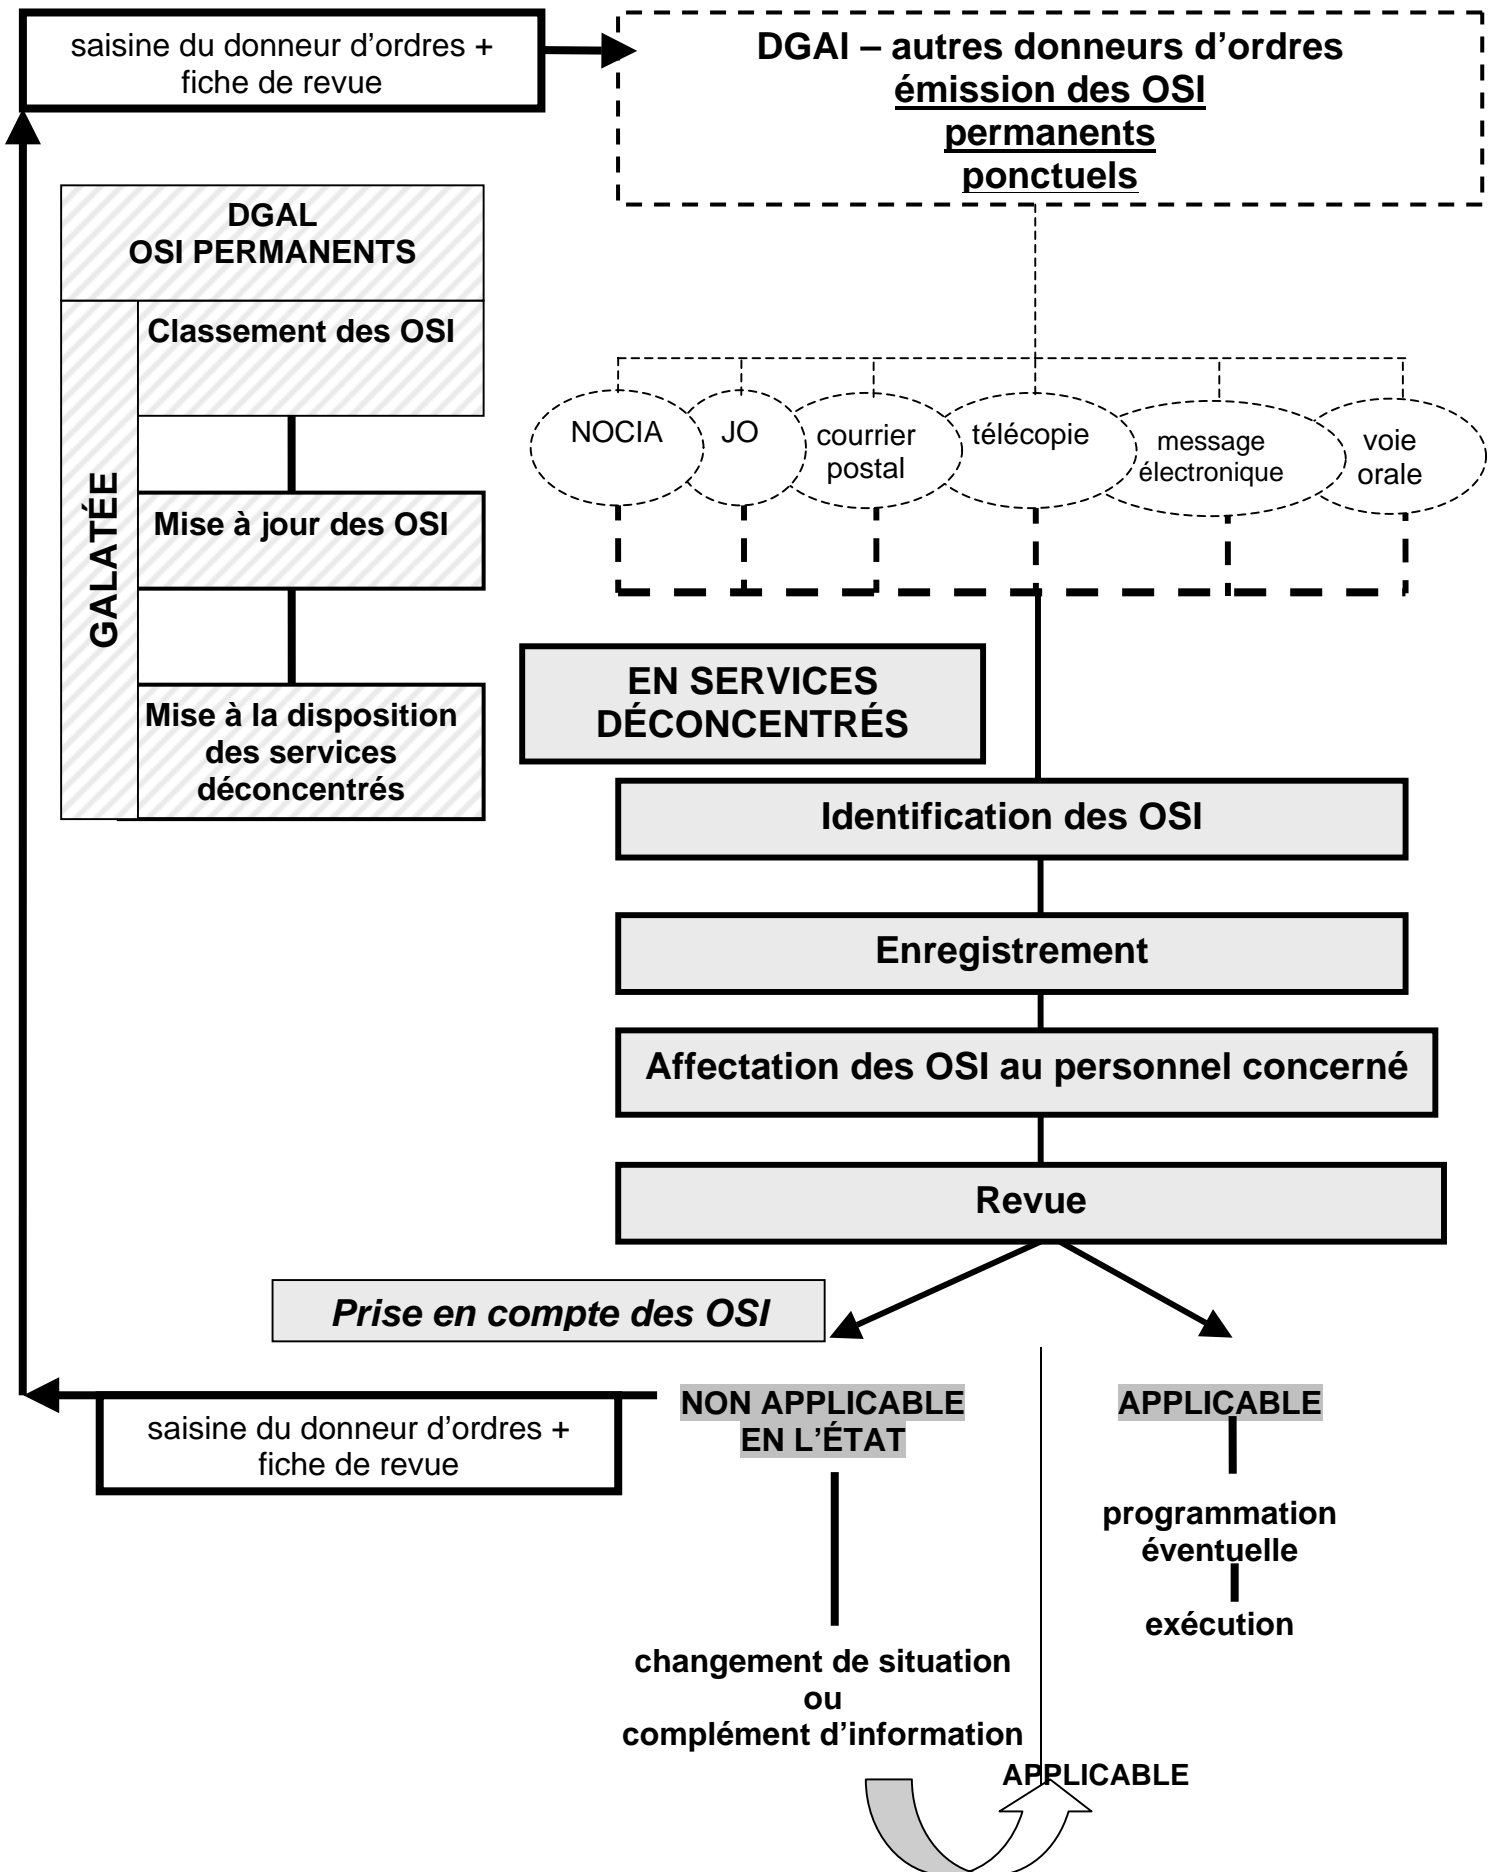 saisine du donneur d’ordres +
fiche de revue
DGAI – autres donneurs d’ordres
émission des OSI
permanents
ponctuels
DGAL
OSI PERMANENTS
GALATÉE
Classement des OSI
Mise à jour des OSI
Mise à la disposition
des services
déconcentrés
NOCIA
JO
courrier
postal
télécopie
message
électronique
voie
orale
EN SERVICES
DÉCONCENTRÉS
Identification des OSI
Enregistrement
Affectation des OSI au personnel concerné
Revue
Prise en compte des OSI
saisine du donneur d’ordres +
fiche de revue
NON APPLICABLE
EN L’ÉTAT
changement de situation
ou
complément d’information
APPLICABLE
programmation
éventuelle
exécution
APPLICABLE